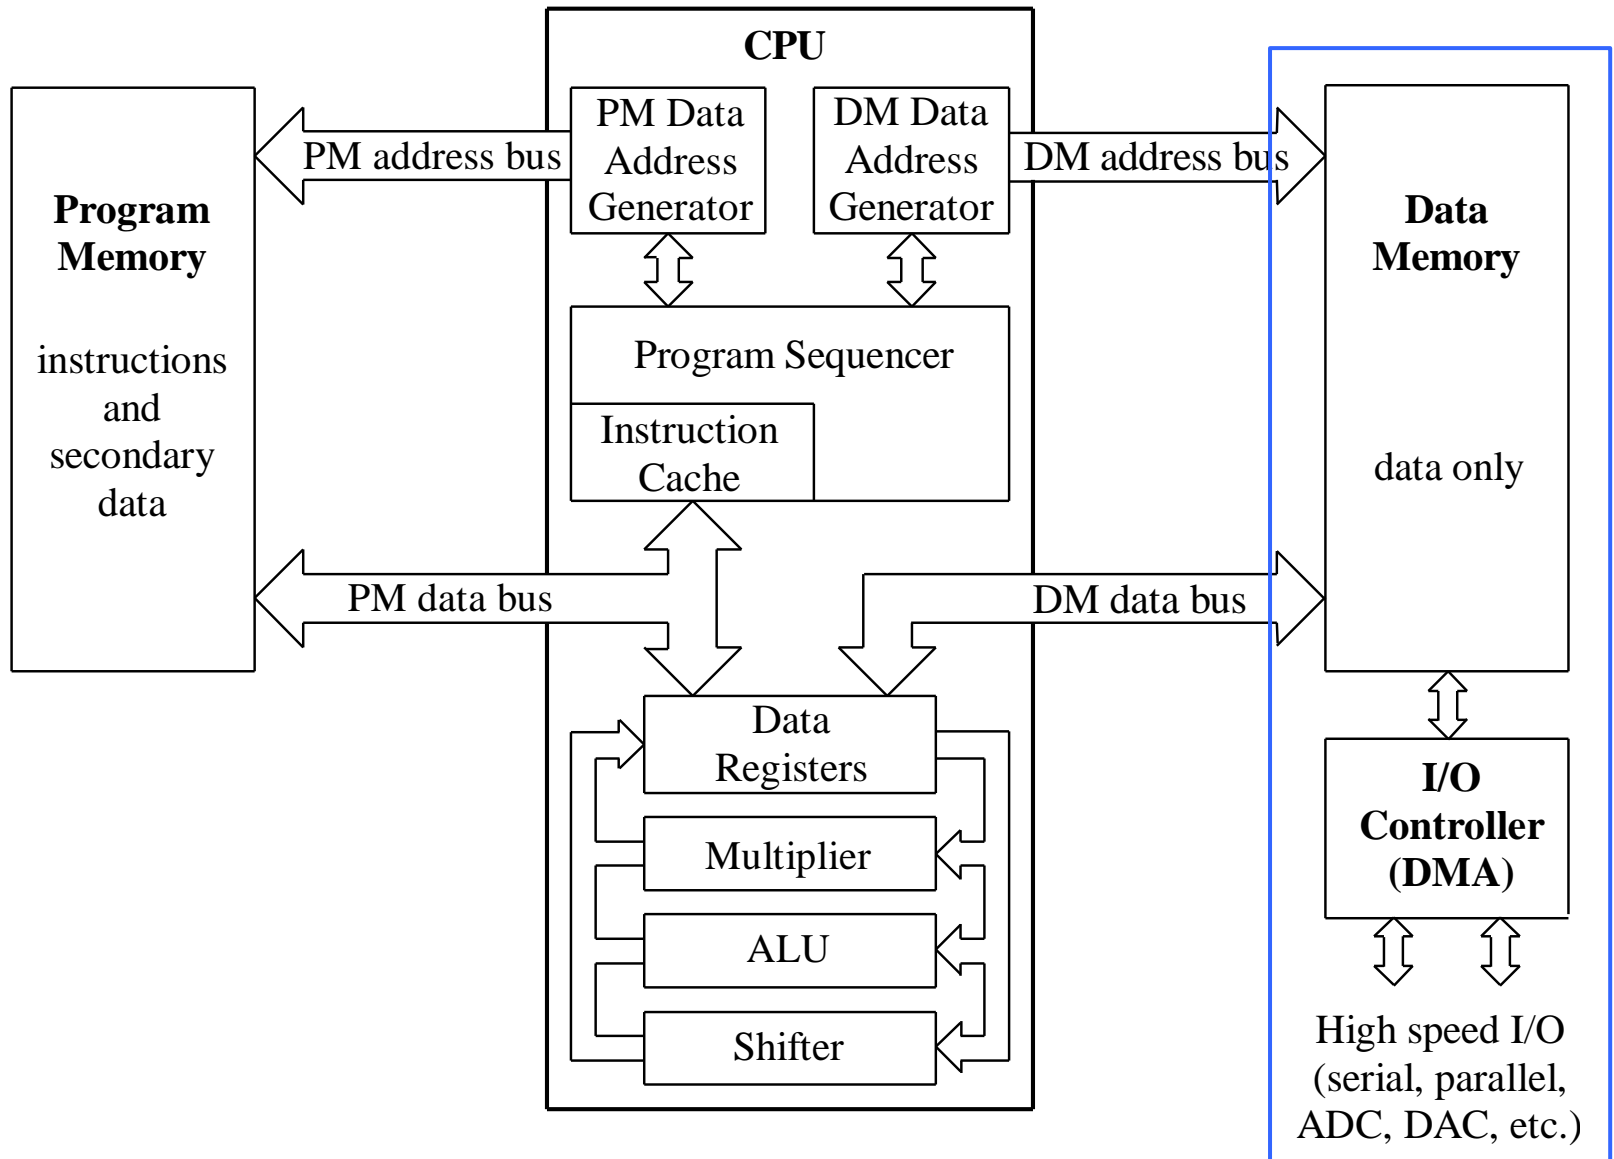 CPU
Program
Memory
instructions
and
secondary
data
PM address bus
PM data bus
PM Data
Address
Generator
DM Data
Address
Generator
Program Sequencer
Instruction
Cache
Data
Registers
Multiplier
ALU
Shifter
DM address bus
DM data bus
Data
Memory
data only
I/O
Controller
(DMA)
High speed I/O
(serial, parallel,
ADC, DAC, etc.)